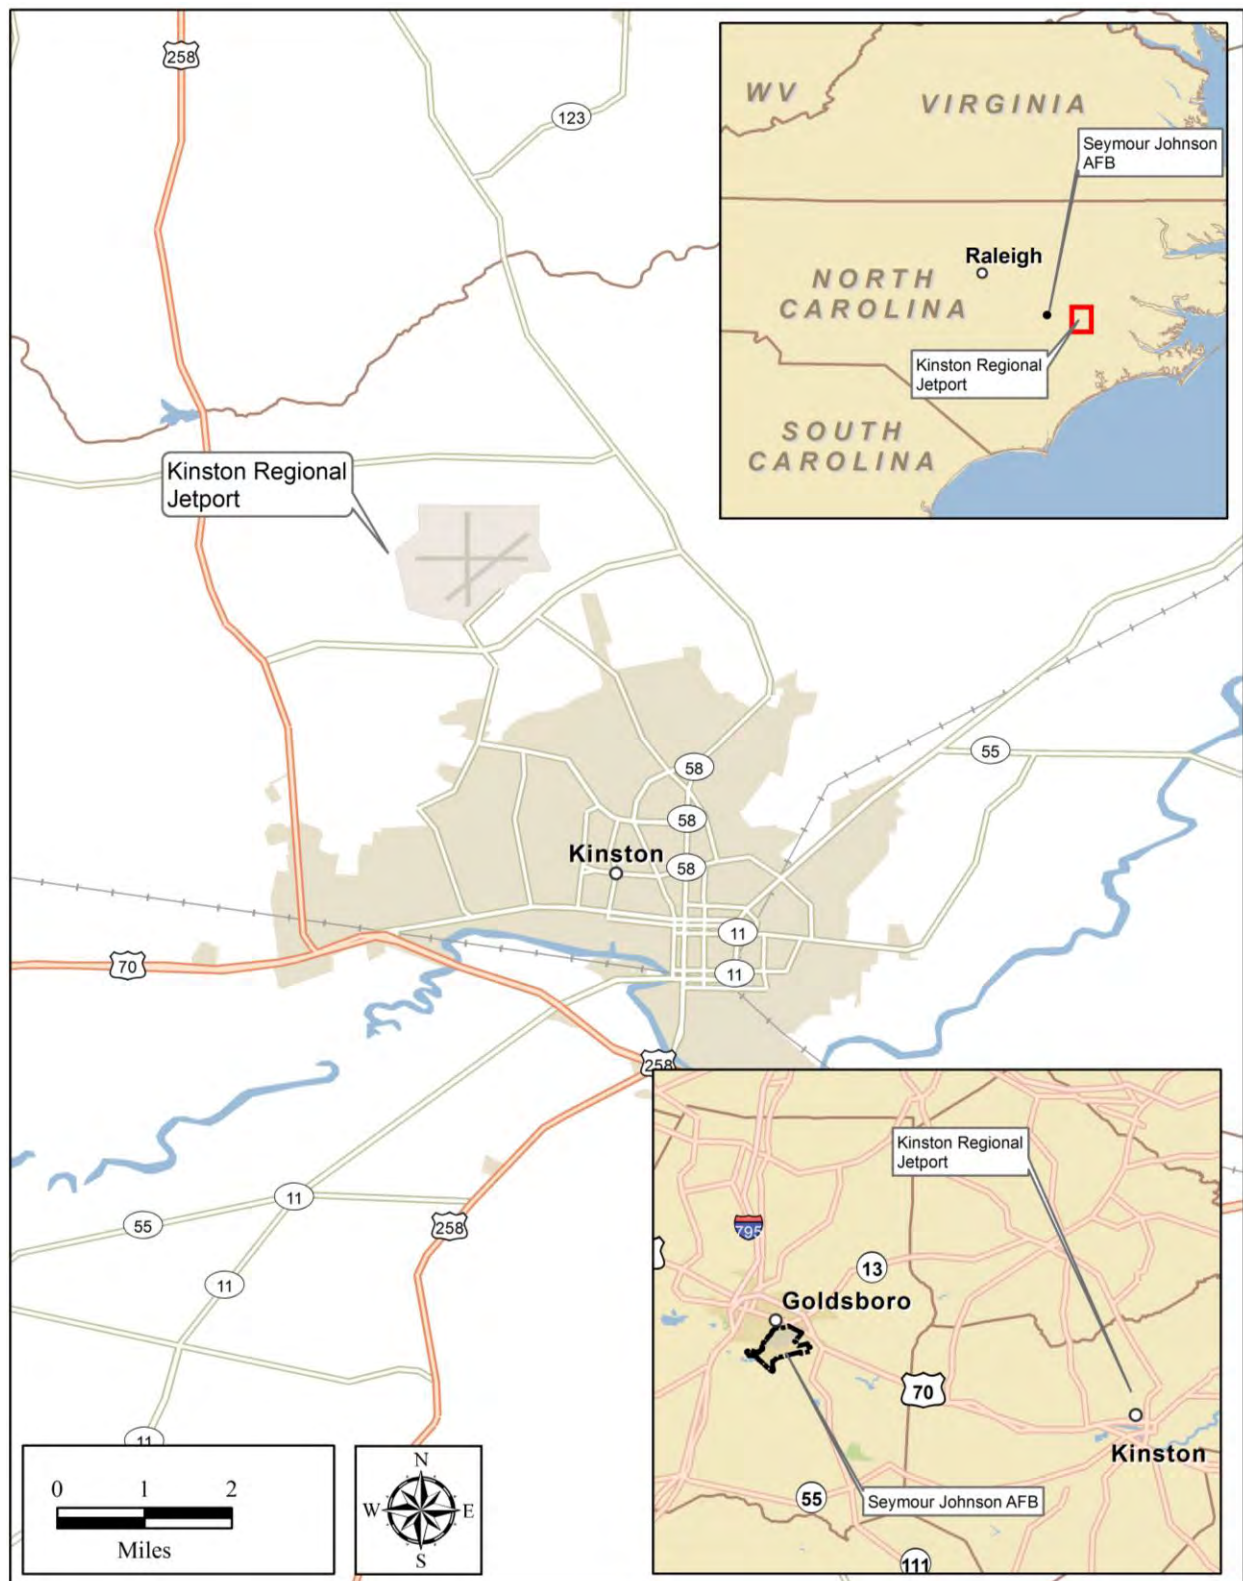 258
123
WV
VIRGINIA
Seymour Johnson
AFB
Raleigh
NORTH
CAROLINA
Kinston Regional
Jetport
SOUTH
CAROLINA
Kinston Regional
Jetport
58
55
58
Kinston
58
11
70
11
258
Kinston Regional
Jetport
11
55
258
795
13
11
Goldsboro
70
Kinston
11
55
Seymour Johnson AFB
111
0 1 2
Miles
N
W E
S